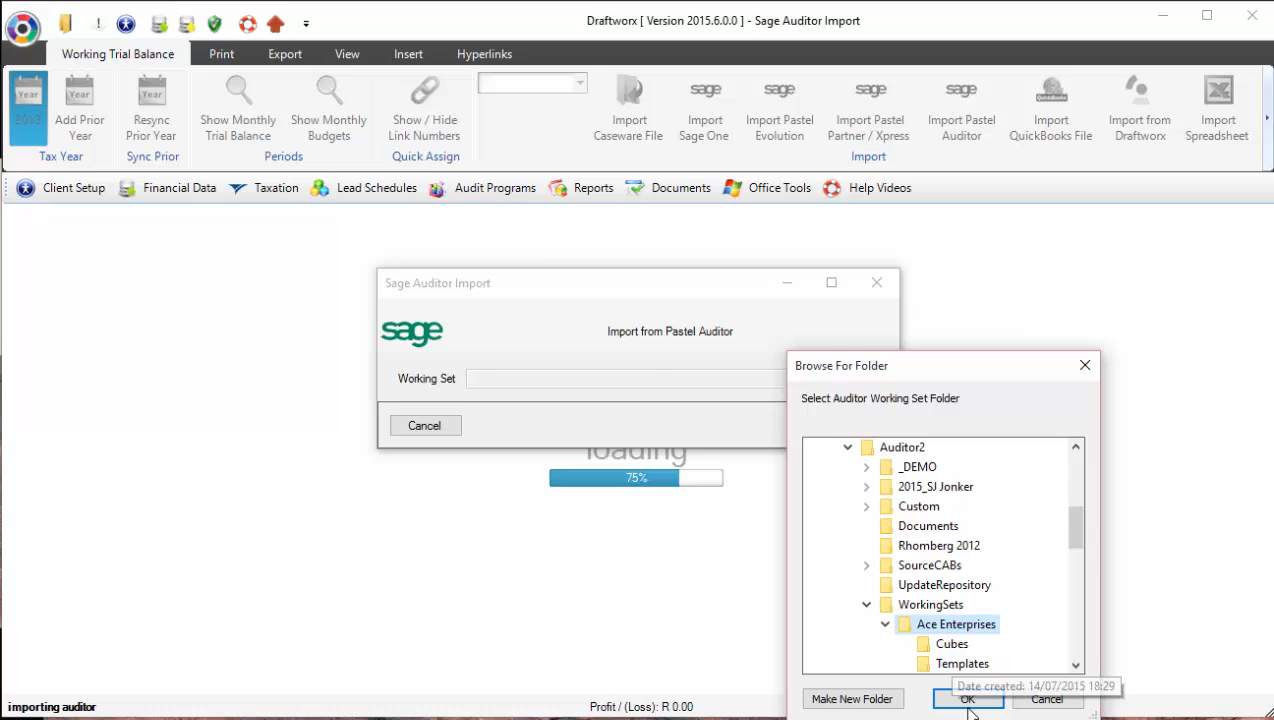 Draftworx [ Version 2015.6.0.0 ] - Sage Auditor Import
Working Trial Balance Print Export View Insert Hyperlinks
Year Year Year sage sage sage sage
2015 Add Prior Year Resync Prior Year Show Monthly Trial Balance Show Monthly Budgets Show / Hide Link Numbers Import Caseware File Import Sage One Import Pastel Evolution Import Pastel Partner / Xpress Import Pastel Auditor Import QuickBooks File Import from Draftworx Import Spreadsheet
Tax Year Sync Prior Periods Quick Assign Import
Client Setup Financial Data Taxation Lead Schedules Audit Programs Reports Documents Office Tools Help Videos
Sage Auditor Import
sage Import from Pastel Auditor
Working Set
Cancel
loading
75%
Browse For Folder
Select Auditor Working Set Folder
Auditor2
_DEMO
2015_SJ Jonker
Custom
Documents
Rhomberg 2012
SourceCABs
UpdateRepository
WorkingSets
Ace Enterprises
Cubes
Templates
Date created: 14/07/2015 18:29
Make New Folder OK Cancel
importing auditor Profit / (Loss): R 0.00